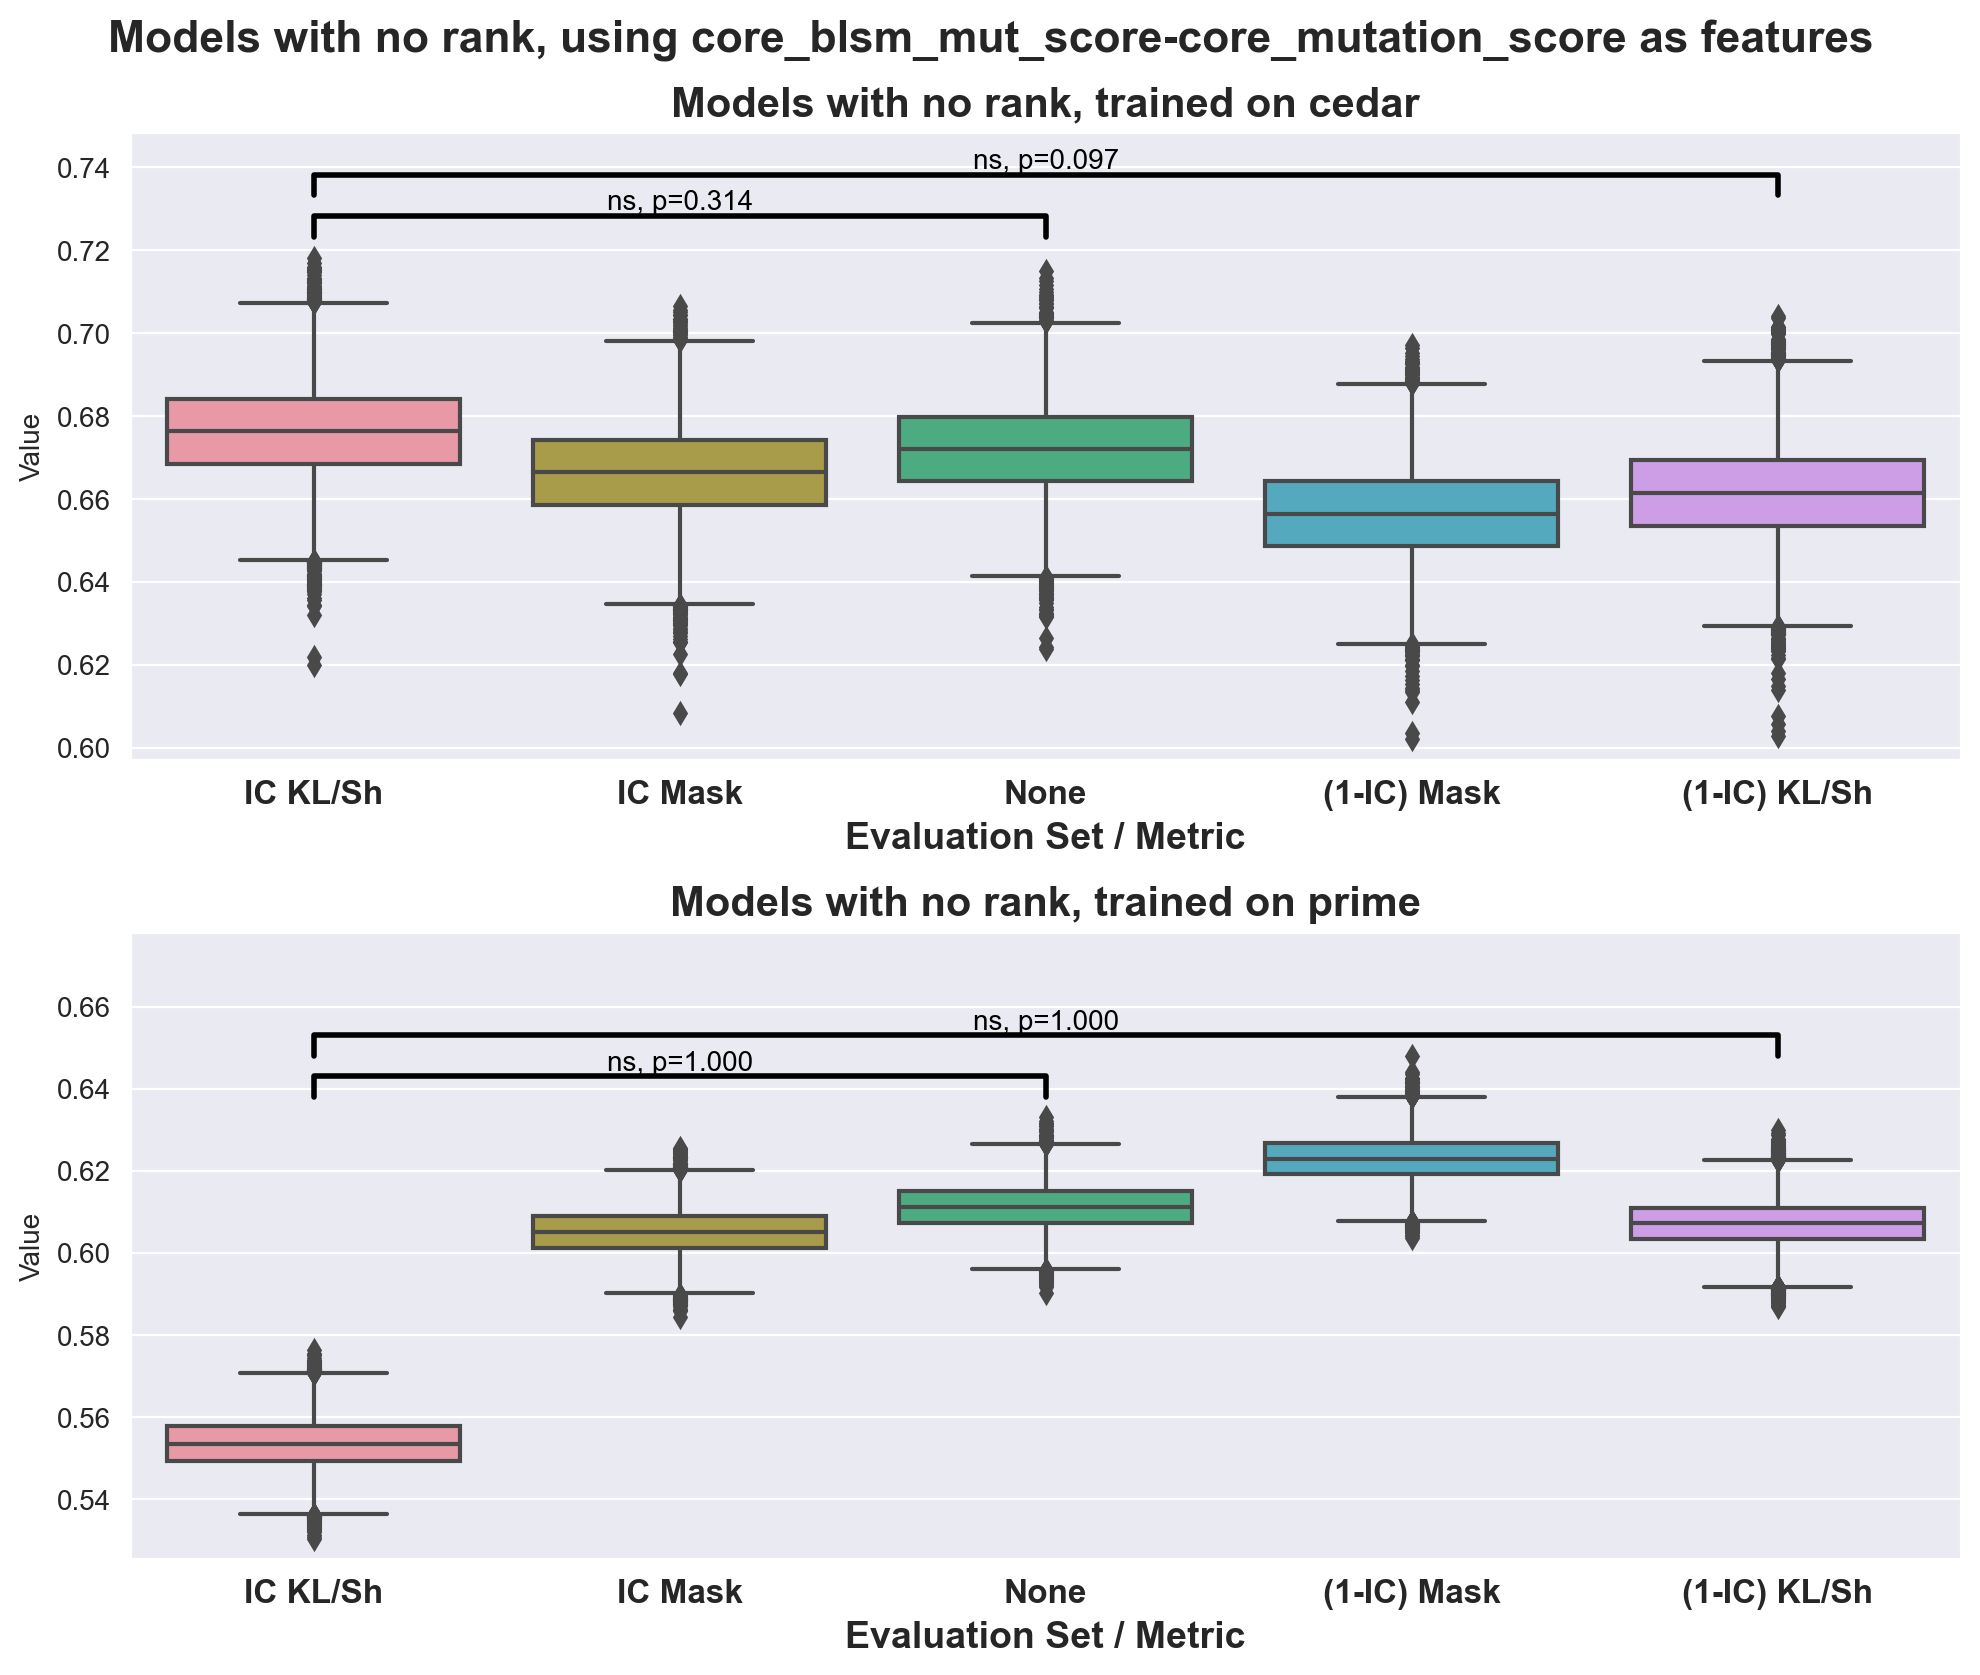 Models with no rank, using core_blsm_mut_score-core_mutation_score as features
Models with no rank, trained on cedar
0.74
0.72
0.70
0.68
0.66
0.64
0.62
0.60
Value
ns, p=0.097
ns, p=0.314
IC KL/Sh
IC Mask
None
(1-IC) Mask
(1-IC) KL/Sh
Evaluation Set / Metric
Models with no rank, trained on prime
0.66
0.64
0.62
0.60
0.58
0.56
0.54
Value
ns, p=1.000
ns, p=1.000
IC KL/Sh
IC Mask
None
(1-IC) Mask
(1-IC) KL/Sh
Evaluation Set / Metric